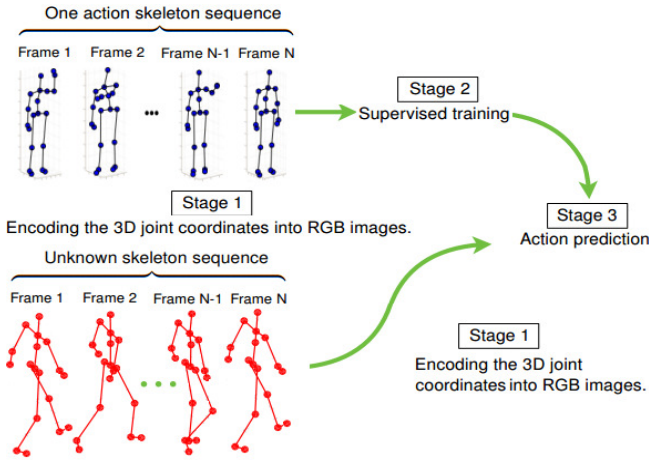 One action skeleton sequence
Frame 1 Frame 2 Frame N-1 Frame N
Stage 2
Supervised training
Stage 1
Encoding the 3D joint coordinates into RGB images.
Stage 3
Action prediction
Unknown skeleton sequence
Frame 1 Frame 2 Frame N-1 Frame N
Stage 1
Encoding the 3D joint
coordinates into RGB images.